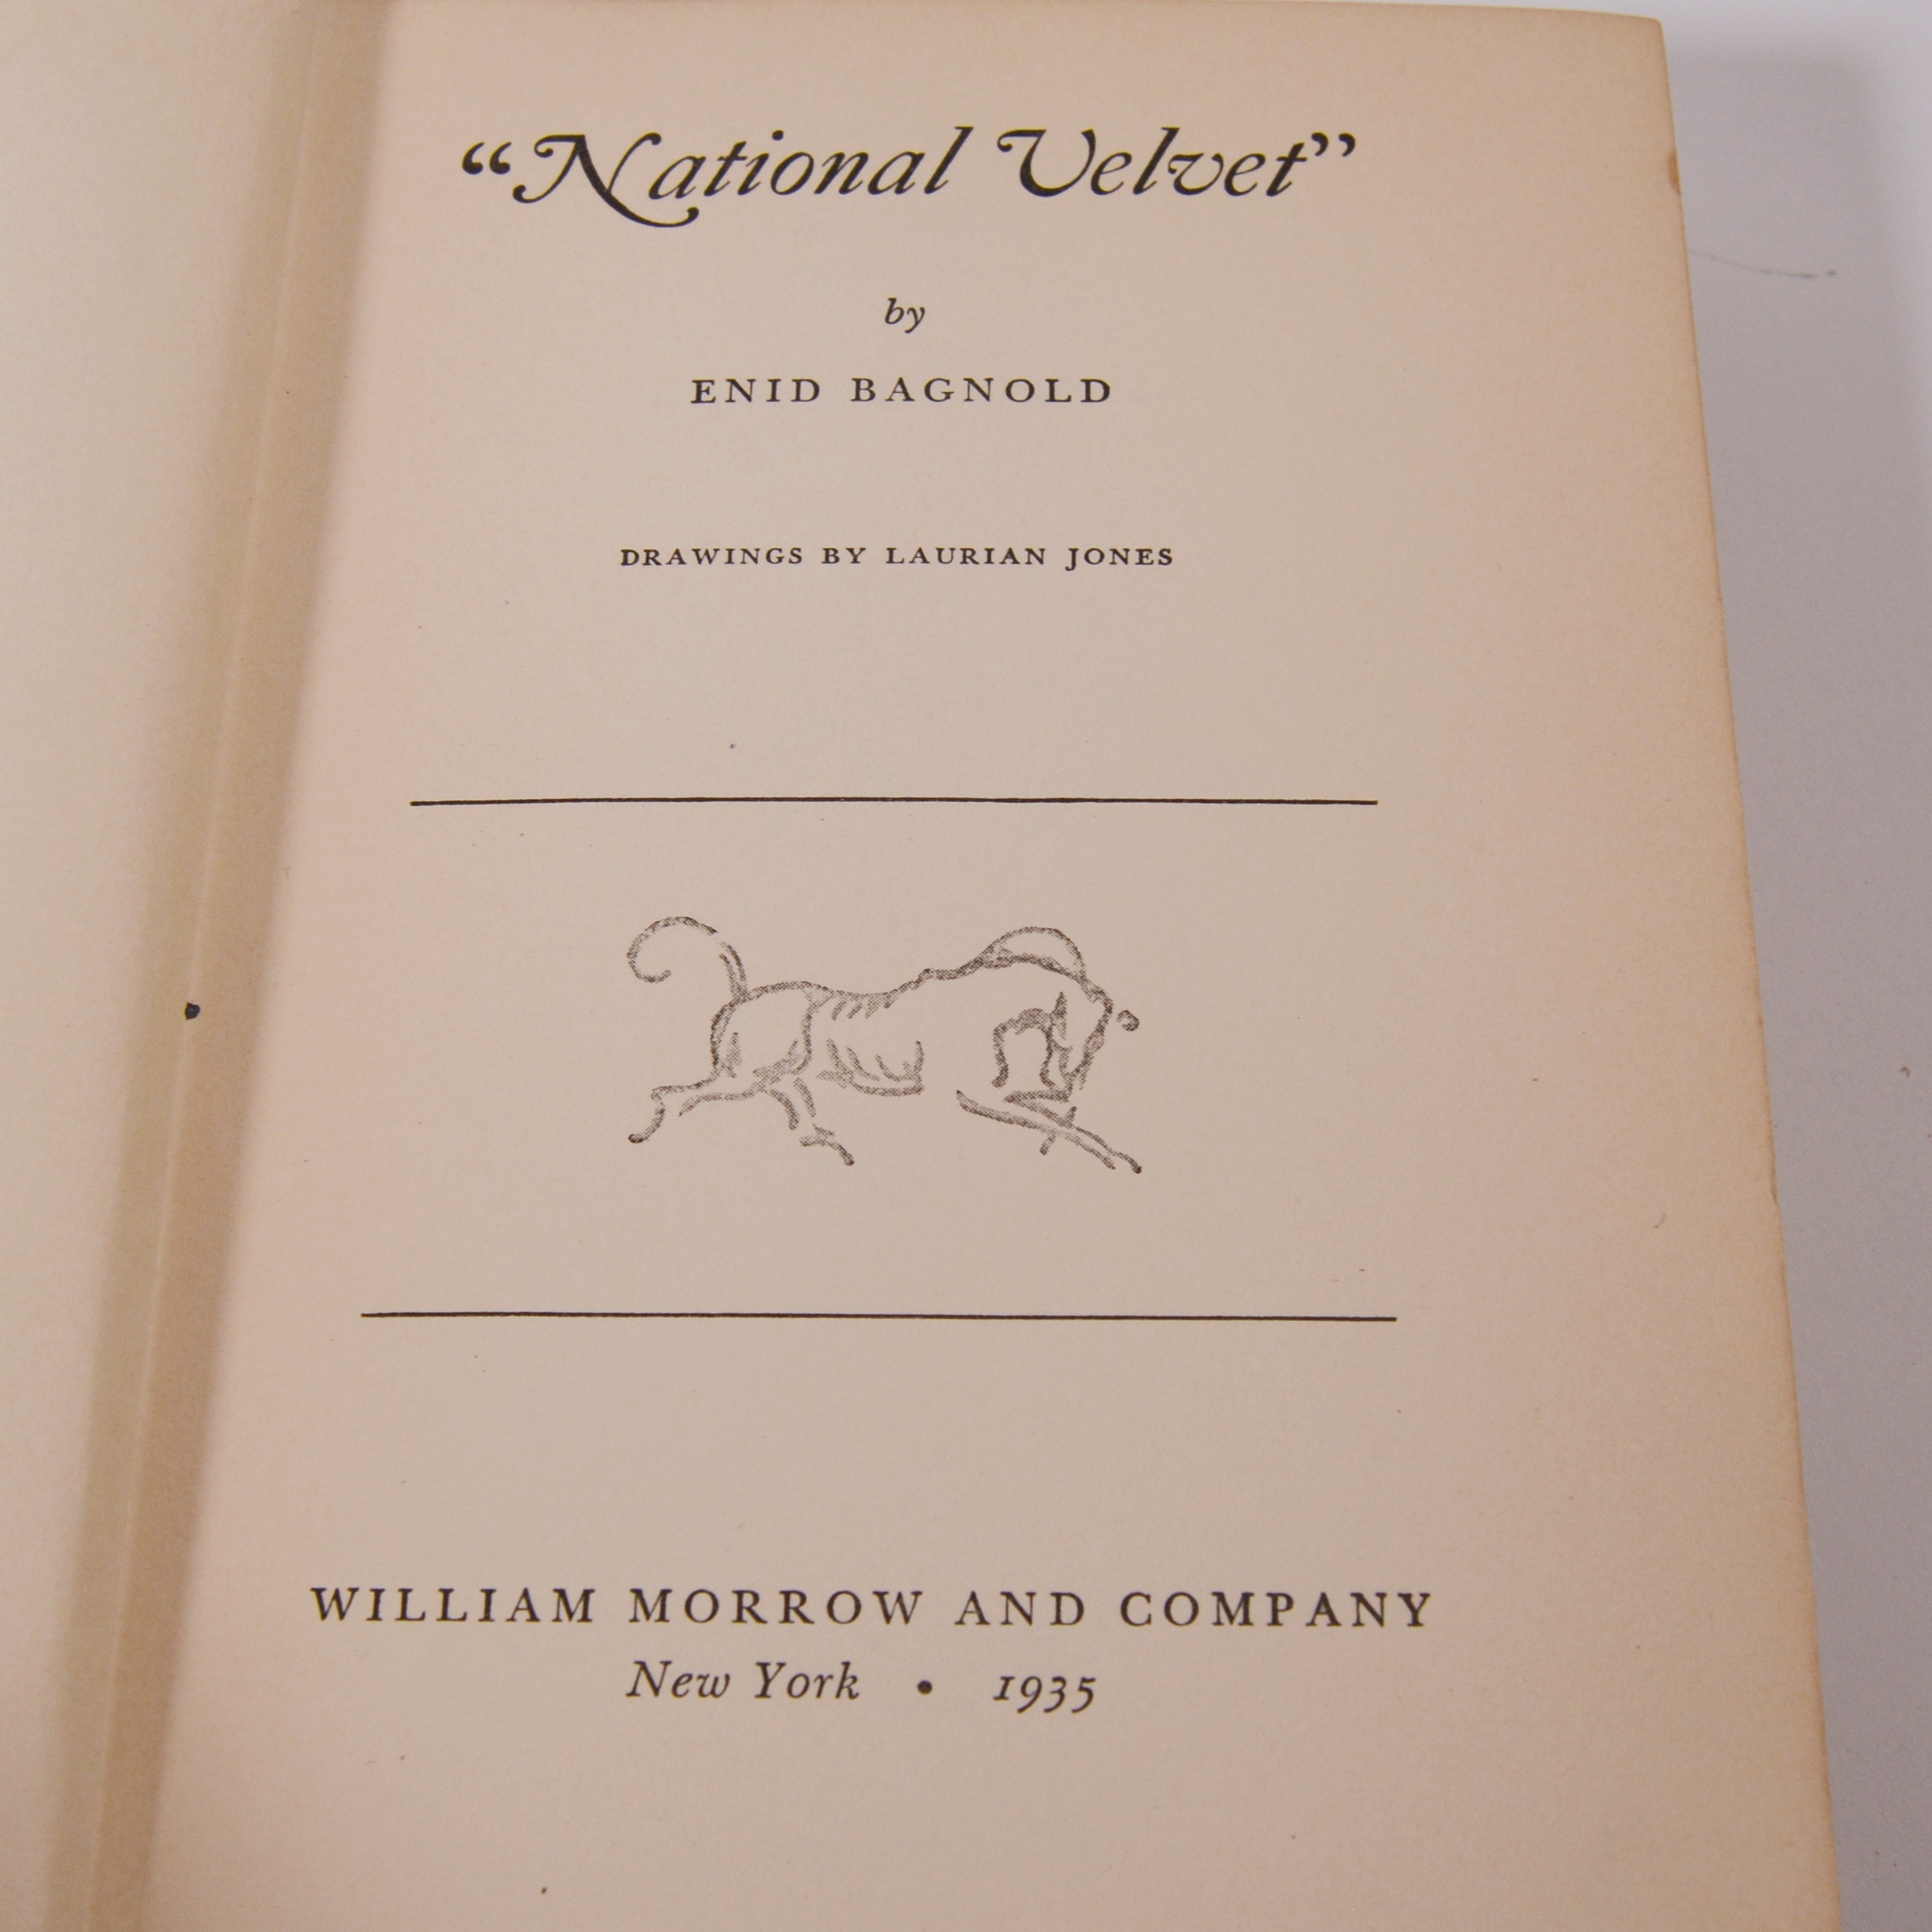 “National Velvet”
by
ENID BAGNOLD
DRAWINGS BY LAURIAN JONES
WILLIAM MORROW AND COMPANY
New York • 1935